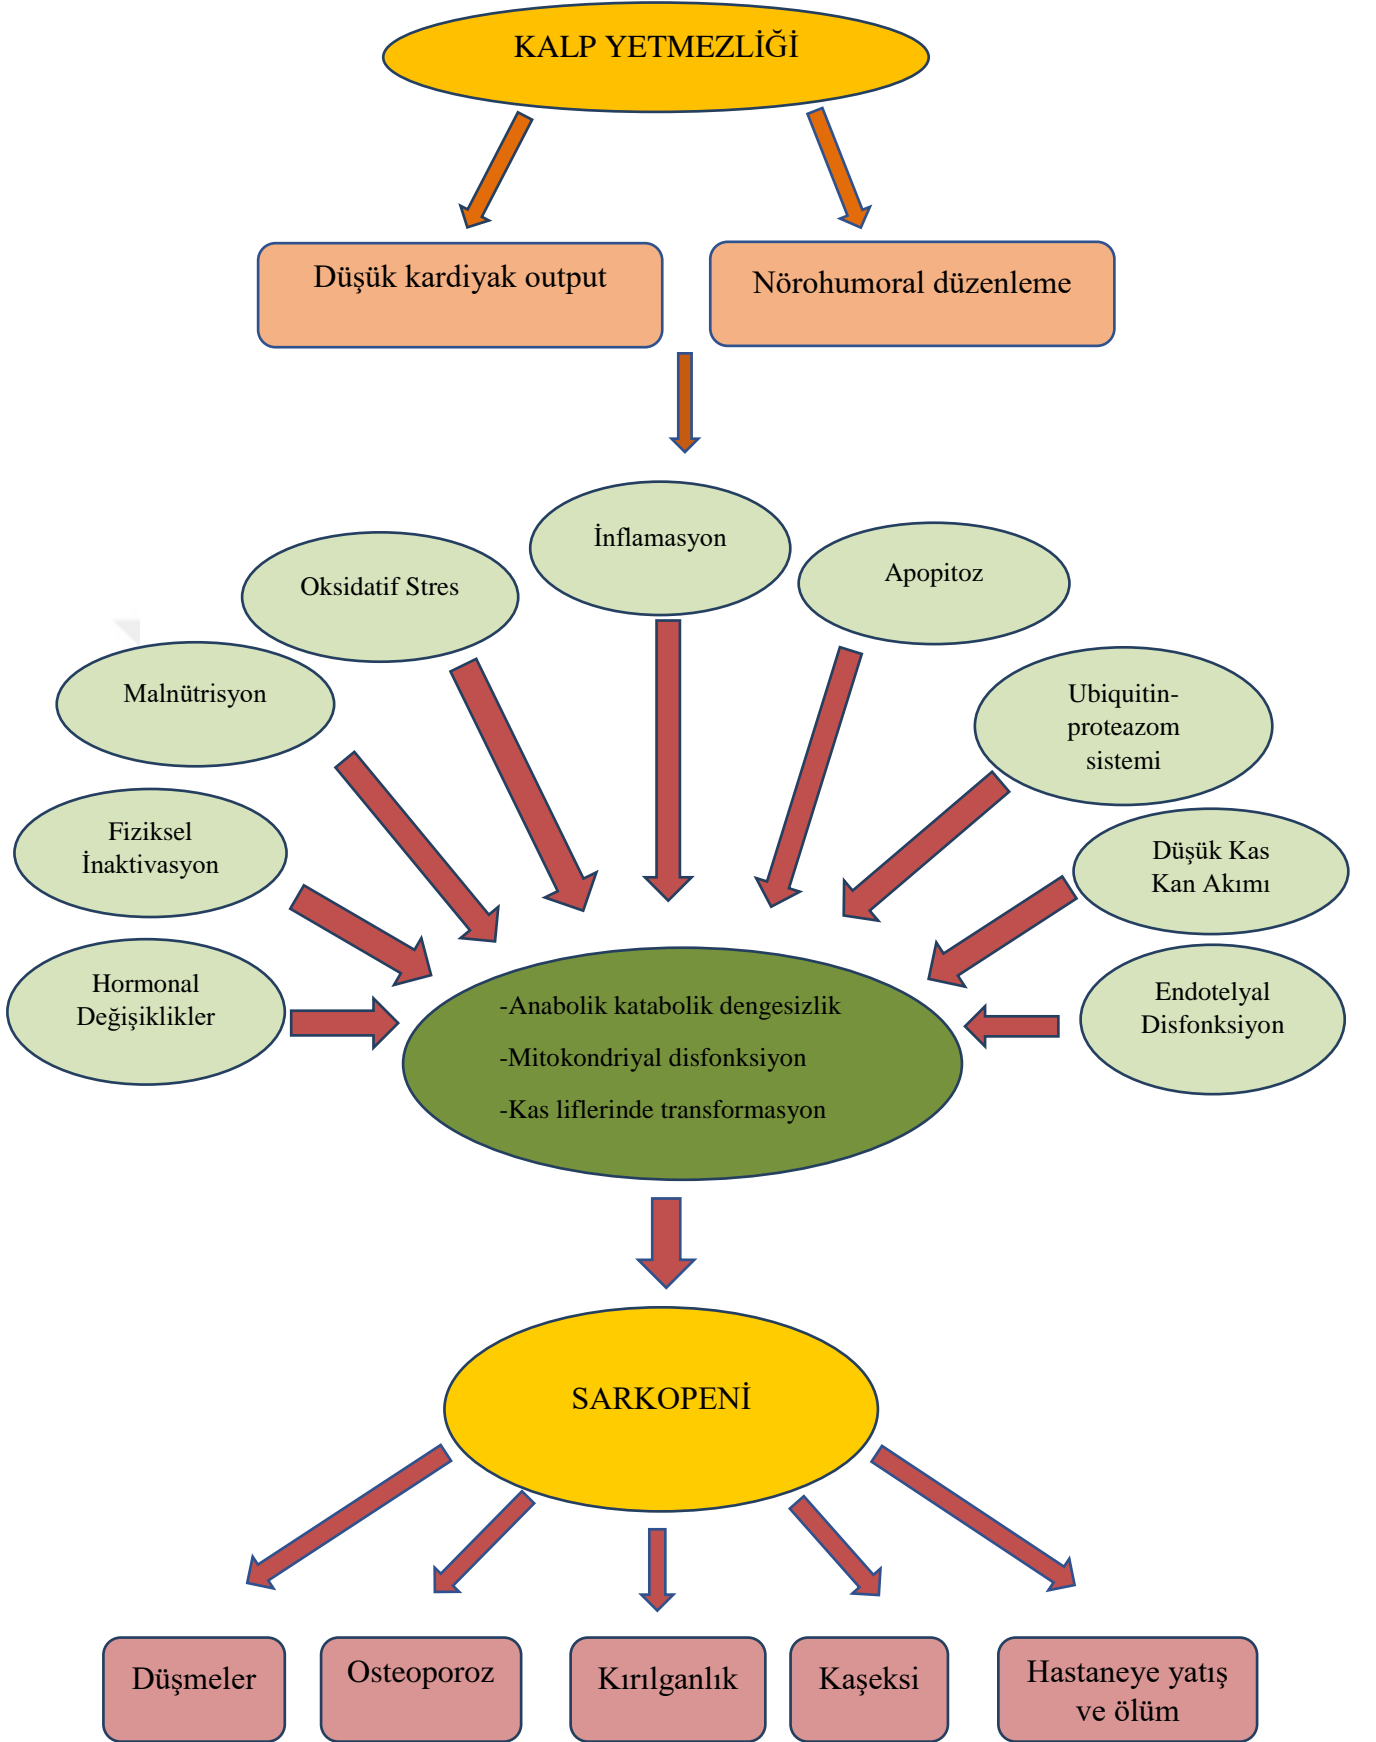 KALP YETMEZLİĞİ
Düşük kardiyak output
Nörohumoral düzenleme
İnflamasyon
Apopitoz
Oksidatif Stres
Malnütrisyon
Ubiquitin-
proteazom
sistemi
Fiziksel
İnaktivasyon
Düşük Kas
Kan Akımı
Hormonal
Değişiklikler
Endotelyal
Disfonksiyon
-Anabolik katabolik dengesizlik
-Mitokondriyal disfonksiyon
-Kas liflerinde transformasyon
SARKOPENİ
Düşmeler
Osteoporoz
Kırılganlık
Kaşeksi
Hastaneye yatış
ve ölüm